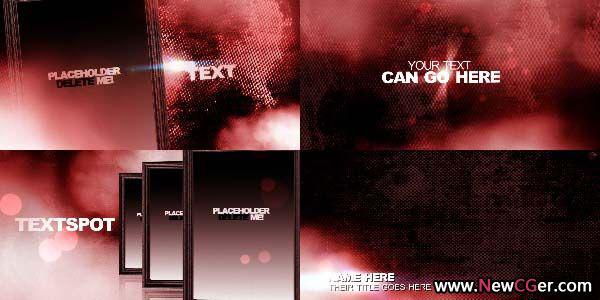 PLACEHOLDER
DELETE ME!
TEXT
YOUR TEXT
CAN GO HERE
TEXTSPOT
PLACEHOLDER
DELETE ME!
NAME HERE
THEIR TITLE GOES HERE
www.NewCGer.com